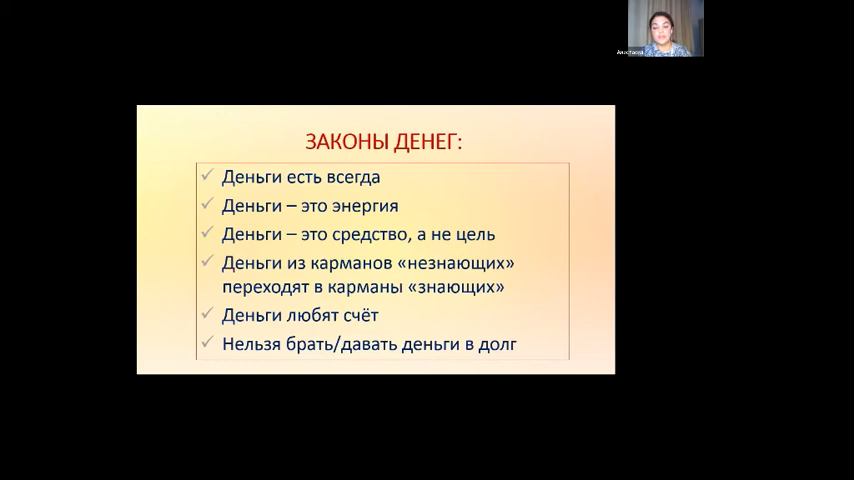 Анастасия
ЗАКОНЫ ДЕНЕГ:
Деньги есть всегда
Деньги – это энергия
Деньги – это средство, а не цель
Деньги из карманов «незнающих»
переходят в карманы «знающих»
Деньги любят счёт
Нельзя брать/давать деньги в долг